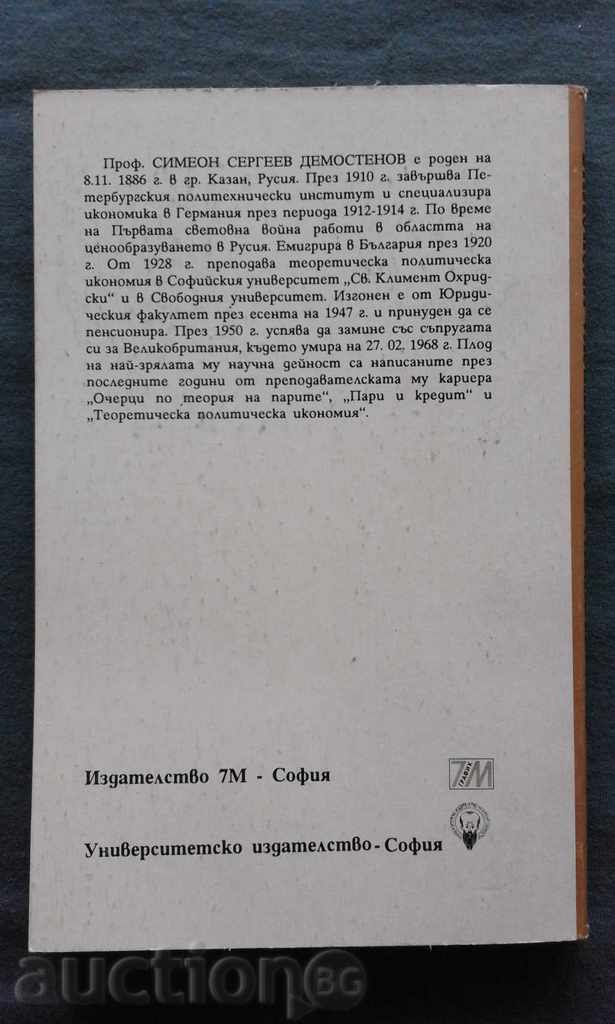 Проф. СИМЕОН СЕРГЕЕВ ДЕМОСТЕНОВ е роден на
8.11. 1886 г. в гр. Казан, Русия. През 1910 г. завършва Пе-
тербургския политехнически институт и специализира
икономика в Германия през периода 1912-1914 г. По време
на Първата световна война работи в областта на
ценообразуването в Русия. Емигрира в България през 1920
г. От 1928 г. преподава теоретическа политическа
икономия в Софийския университет „Св. Климент Охрид-
ски“ и в Свободния университет. Изгонен е от Юриди-
ческия факултет през есента на 1947 г. и принуден да се
пенсионира. През 1950 г. успява да замине със съпругата
си за Великобритания, където умира на 27. 02. 1968 г. Плод
на най-зрялата му научна дейност са написаните през
последните години от преподавателската му кариера
„Очерци по теория на парите“, „Пари и кредит“ и
„Теоретическа политическа икономия“.
Издателство 7М - София
7М
ГРАФИК
Университетско издателство - София
auction BG